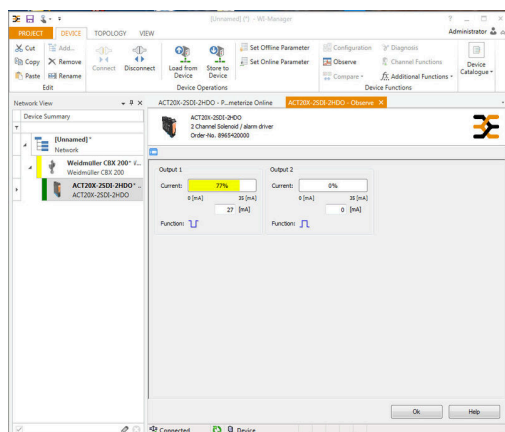 [Unnamed] (*) - WI-Manager
PROJECT DEVICE TOPOLOGY VIEW Administrator
Cut Add... Set Offline Parameter Configuration Diagnosis
Copy Remove Set Online Parameter Observe Channel Functions
Paste Rename Connect Disconnect Load from Device Store to Device Compare Additional Functions Device Catalogue
Edit Device Operations Device Functions
Network View ACT20X-2SDI-2HDO - P...meterize Online ACT20X-2SDI-2HDO - Observe
Device Summary
[Unnamed]*
Network
Weidmüller CBX 200* /...
Weidmüller CBX 200
ACT20X-2SDI-2HDO* ..
ACT20X-2SDI-2HDO
ACT20X-2SDI-2HDO
2 Channel Solenoid / alarm driver
Order-No. 8965420000
Output 1 Output 2
Current: 77% Current: 0%
0 [mA] 35 [mA] 0 [mA] 35 [mA]
27 [mA] 0 [mA]
Function: Function:
Ok Help
Connected Device